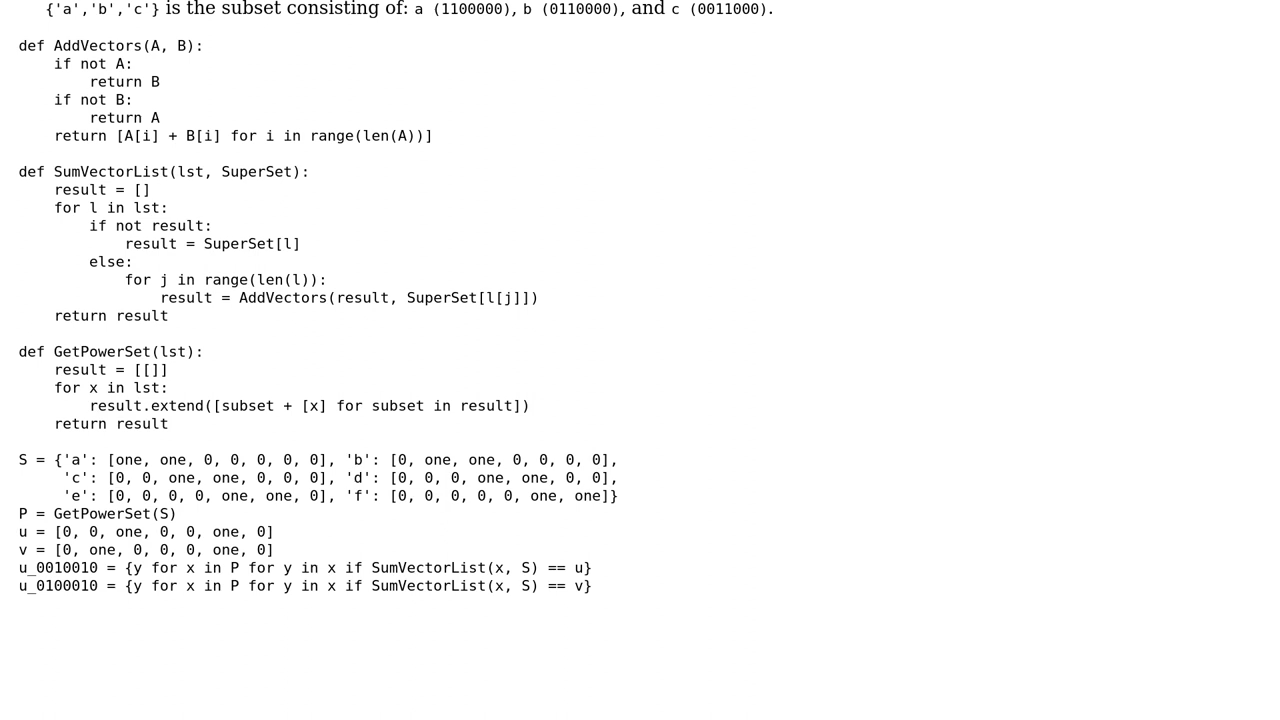 {'a','b','c'} is the subset consisting of: a (1100000), b (0110000), and c (0011000).
def AddVectors(A, B):
    if not A:
        return B
    if not B:
        return A
    return [A[i] + B[i] for i in range(len(A))]
def SumVectorList(lst, SuperSet):
    result = []
    for l in lst:
        if not result:
            result = SuperSet[l]
        else:
            for j in range(len(l)):
                result = AddVectors(result, SuperSet[l[j]])
    return result
def GetPowerSet(lst):
    result = [[]]
    for x in lst:
        result.extend([subset + [x] for subset in result])
    return result
S = {'a': [one, one, 0, 0, 0, 0, 0], 'b': [0, one, one, 0, 0, 0, 0],
     'c': [0, 0, one, one, 0, 0, 0], 'd': [0, 0, 0, one, one, 0, 0],
     'e': [0, 0, 0, 0, one, one, 0], 'f': [0, 0, 0, 0, 0, one, one]}
P = GetPowerSet(S)
u = [0, 0, one, 0, 0, one, 0]
v = [0, one, 0, 0, 0, one, 0]
u_0010010 = {y for x in P for y in x if SumVectorList(x, S) == u}
u_0100010 = {y for x in P for y in x if SumVectorList(x, S) == v}